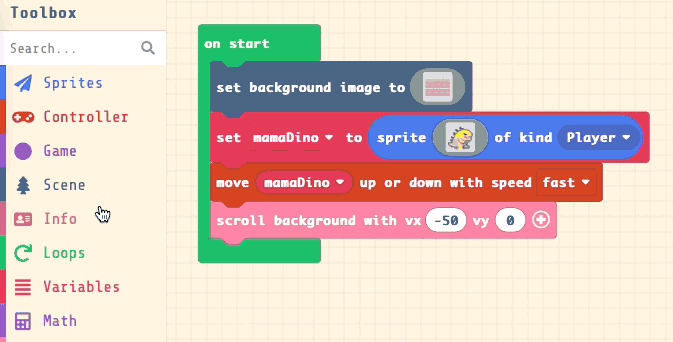 Toolbox
Search...
Sprites
Controller
Game
Scene
Info
Loops
Variables
Math
on start
set background image to
set mamaDino to sprite of kind Player
move mamaDino up or down with speed fast
scroll background with vx -50 vy 0